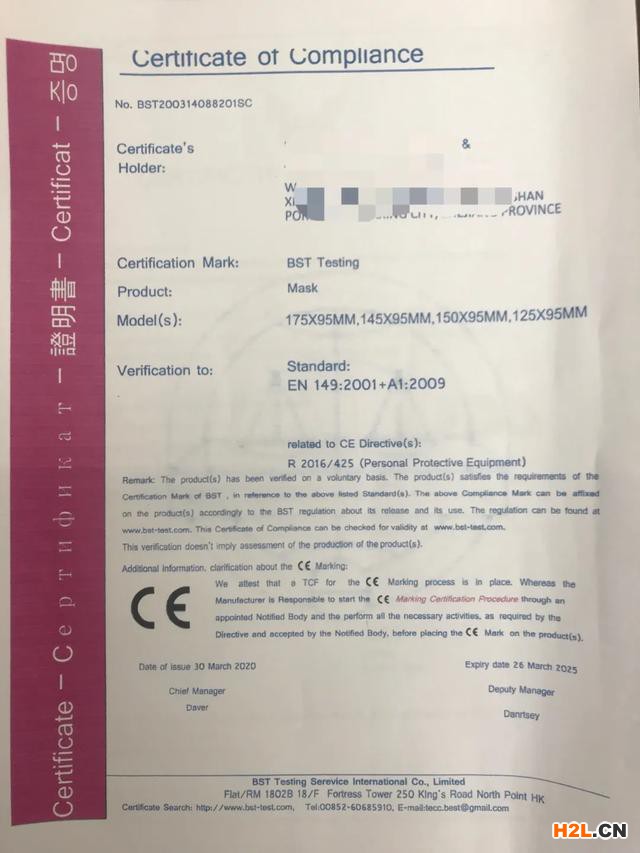 Certificate of Compliance
No. BST200314088201SC
Certificate's
Holder:
&
HAN
PROVINCE
Certification Mark: BST Testing
Product: Mask
Model(s): 175X95MM,145X95MM,150X95MM,125X95MM
Verification to: Standard:
EN 149:2001+A1:2009
related to CE Directive(s):
R 2016/425 (Personal Protective Equipment)
Remark: The product(s) has been verified on a voluntary basis. The product(s) satisfies the requirements of the
Certification Mark of BST , in reference to the above listed Standard(s). The above Compliance Mark can be affixed
on the product(s) accordingly to BST regulation about its release and its use. The regulation can be found at
www.bst-test.com. This Certificate of Compliance can be checked for validity at www.bst-test.com.
This verification doesn't imply assessment of the production of the product(s).
Additional information, clarification about the CE Marking:
CE
We attest that a TCF for the CE Marking process is in place. Whereas the
Manufacturer is Responsible to start the CE Marking Certification Procedure through an
appointed Notified Body and the perform all the necessary activities, as required by the
Directive and accepted by the Notified Body, before placing the CE Mark on the product(s).
Date of issue 30 March 2020 Expiry date 26 March 2025
Chief Manager Deputy Manager
Daver Danrtsey
BST Testing Serevice International Co., Limited
Flat/RM 1802B 18/F Fortress Tower 250 King's Road North Point HK
Certificate Search: http://www.bst-test.com, Tel:00852-60685910, E-mail:tecc.best@gmail.com
Certificate – Сертификат – 證明書 – Certificat – 증명
H2L.CN